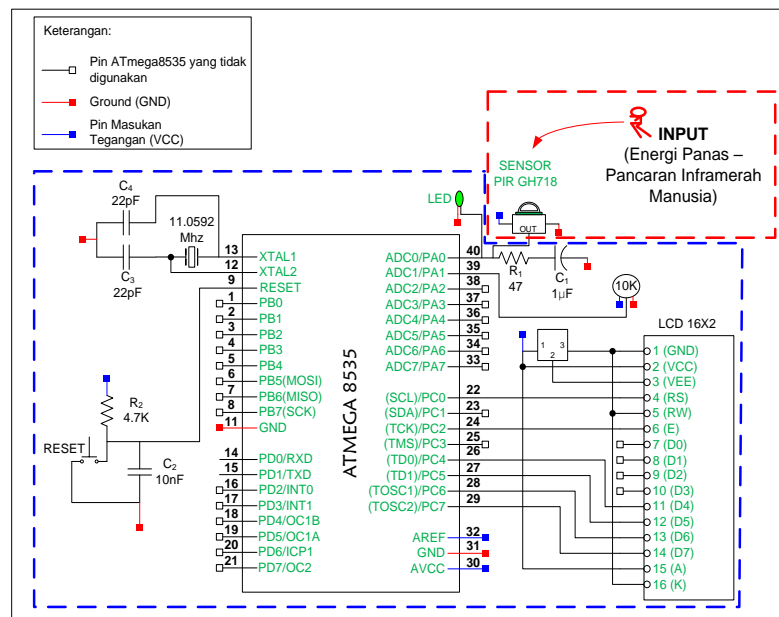 Keterangan:
Pin ATmega8535 yang tidak
digunakan
Ground (GND)
Pin Masukan
Tegangan (VCC)
INPUT
(Energi Panas –
Pancaran Inframerah
Manusia)
SENSOR
PIR GH718
OUT
LED
C4
22pF
11.0592
Mhz
C3
22pF
R1
47
C1
1µF
10K
R2
4.7K
RESET
C2
10nF
ATMEGA 8535
13 XTAL1
12 XTAL2
9 RESET
1 PB0
2 PB1
3 PB2
4 PB3
5 PB4
6 PB5(MOSI)
7 PB6(MISO)
8 PB7(SCK)
11 GND
14 PD0/RXD
15 PD1/TXD
16 PD2/INT0
17 PD3/INT1
18 PD4/OC1B
19 PD5/OC1A
20 PD6/ICP1
21 PD7/OC2
ADC0/PA0 40
ADC1/PA1 39
ADC2/PA2 38
ADC3/PA3 37
ADC4/PA4 36
ADC5/PA5 35
ADC6/PA6 34
ADC7/PA7 33
(SCL)/PC0 22
(SDA)/PC1 23
(TCK)/PC2 24
(TMS)/PC3 25
(TD0)/PC4 26
(TD1)/PC5 27
(TOSC1)/PC6 28
(TOSC2)/PC7 29
AREF 32
GND 31
AVCC 30
1 3
2
LCD 16X2
1 (GND)
2 (VCC)
3 (VEE)
4 (RS)
5 (RW)
6 (E)
7 (D0)
8 (D1)
9 (D2)
10 (D3)
11 (D4)
12 (D5)
13 (D6)
14 (D7)
15 (A)
16 (K)